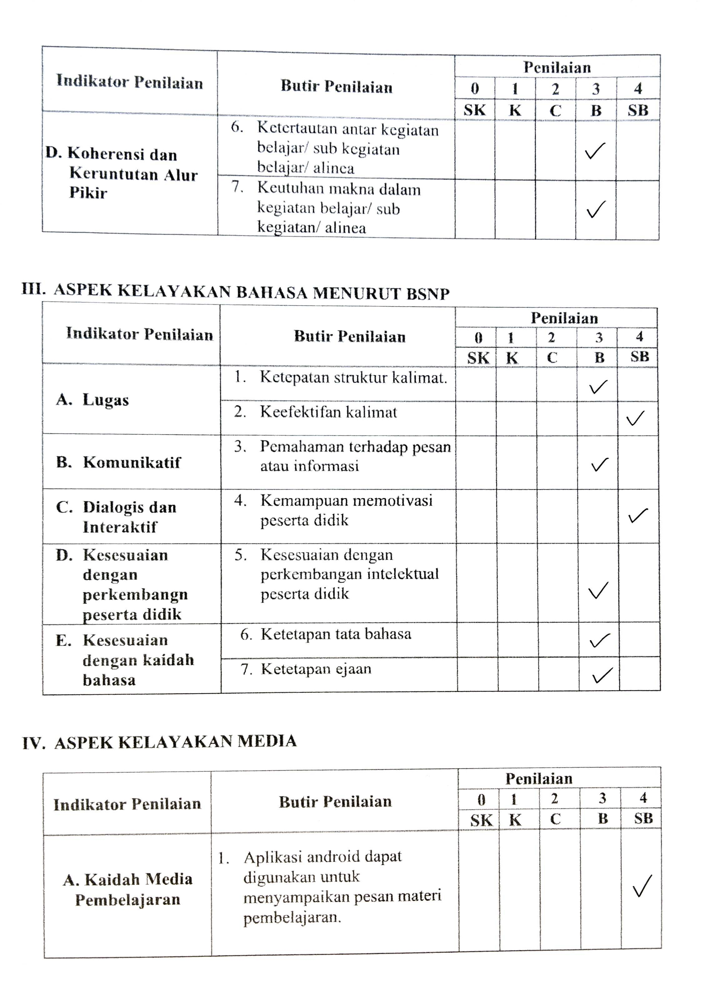 Penilaian
Indikator Penilaian Butir Penilaian 0 1 2 3 4
SK K C B SB
6. Ketertautan antar kegiatan
belajar/ sub kegiatan ✓
belajar/ alinea
D. Koherensi dan
Keruntutan Alur
Pikir
7. Keutuhan makna dalam
kegiatan belajar/ sub ✓
kegiatan/ alinea
III. ASPEK KELAYAKAN BAHASA MENURUT BSNP
Penilaian
Indikator Penilaian Butir Penilaian 0 1 2 3 4
SK K C B SB
A. Lugas
1. Ketepatan struktur kalimat. ✓
2. Keefektifan kalimat ✓
B. Komunikatif
3. Pemahaman terhadap pesan
atau informasi ✓
C. Dialogis dan
Interaktif
4. Kemampuan memotivasi
peserta didik ✓
D. Kesesuaian
dengan
perkembangn
peserta didik
5. Kesesuaian dengan
perkembangan intelektual
peserta didik ✓
E. Kesesuaian
dengan kaidah
bahasa
6. Ketetapan tata bahasa ✓
7. Ketetapan ejaan ✓
IV. ASPEK KELAYAKAN MEDIA
Penilaian
Indikator Penilaian Butir Penilaian 0 1 2 3 4
SK K C B SB
A. Kaidah Media
Pembelajaran
1. Aplikasi android dapat
digunakan untuk
menyampaikan pesan materi ✓
pembelajaran.